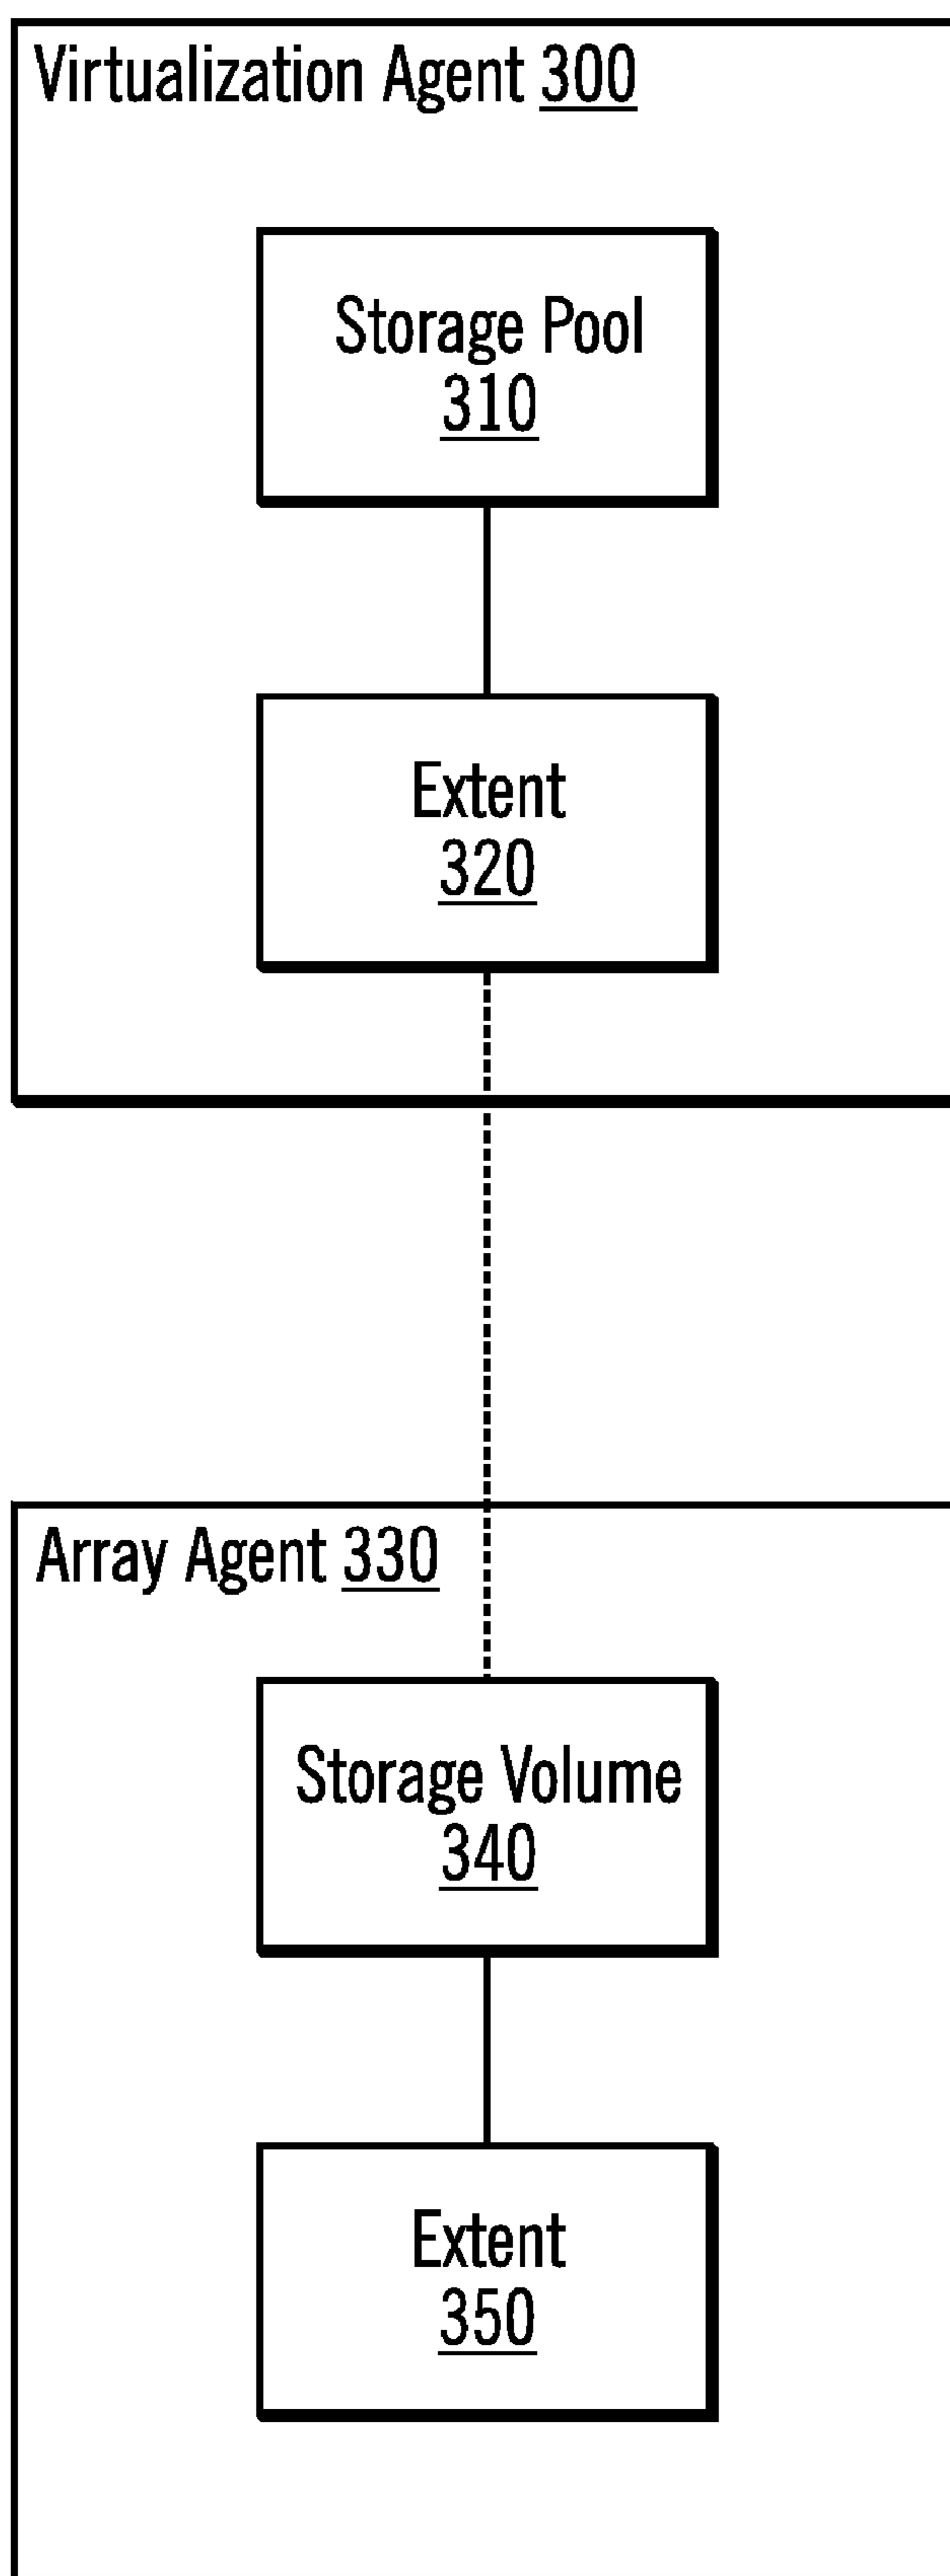 Virtualization Agent 300
Storage Pool
310
Extent
320
Array Agent 330
Storage Volume
340
Extent
350